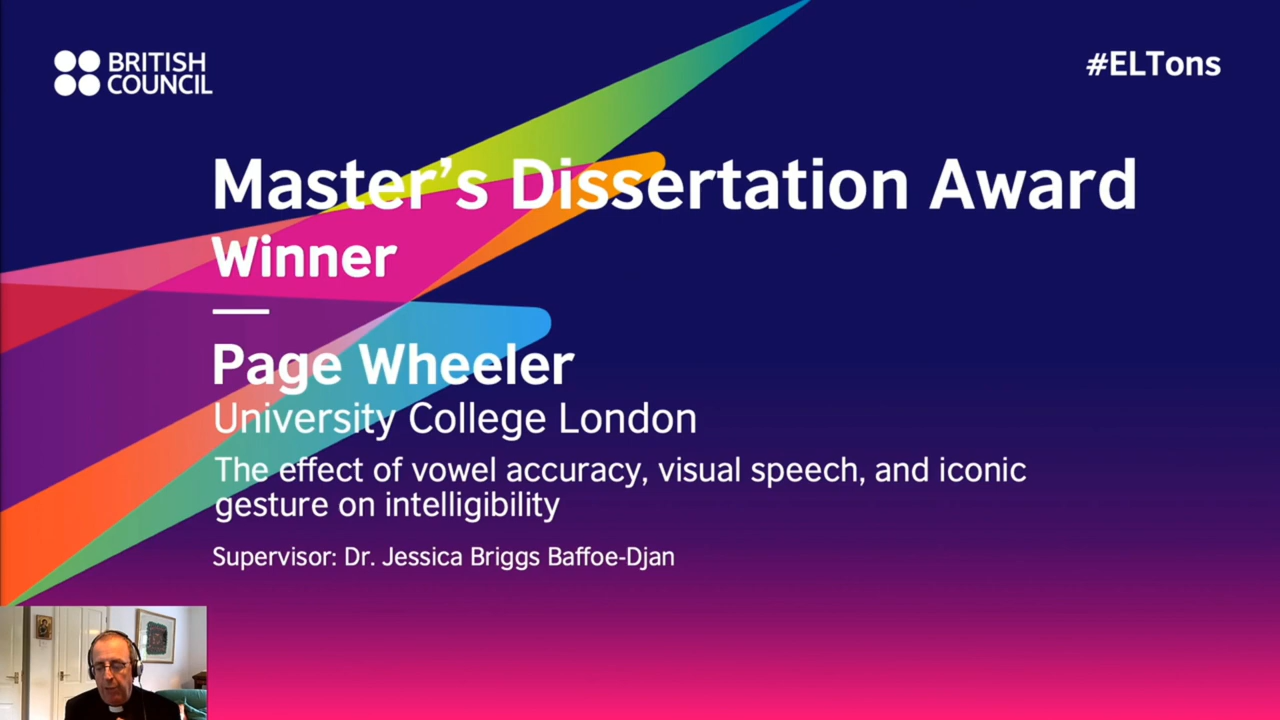 BRITISH
COUNCIL
#ELTons
Master's Dissertation Award
Winner
Page Wheeler
University College London
The effect of vowel accuracy, visual speech, and iconic
gesture on intelligibility
Supervisor: Dr. Jessica Briggs Baffoe-Djan